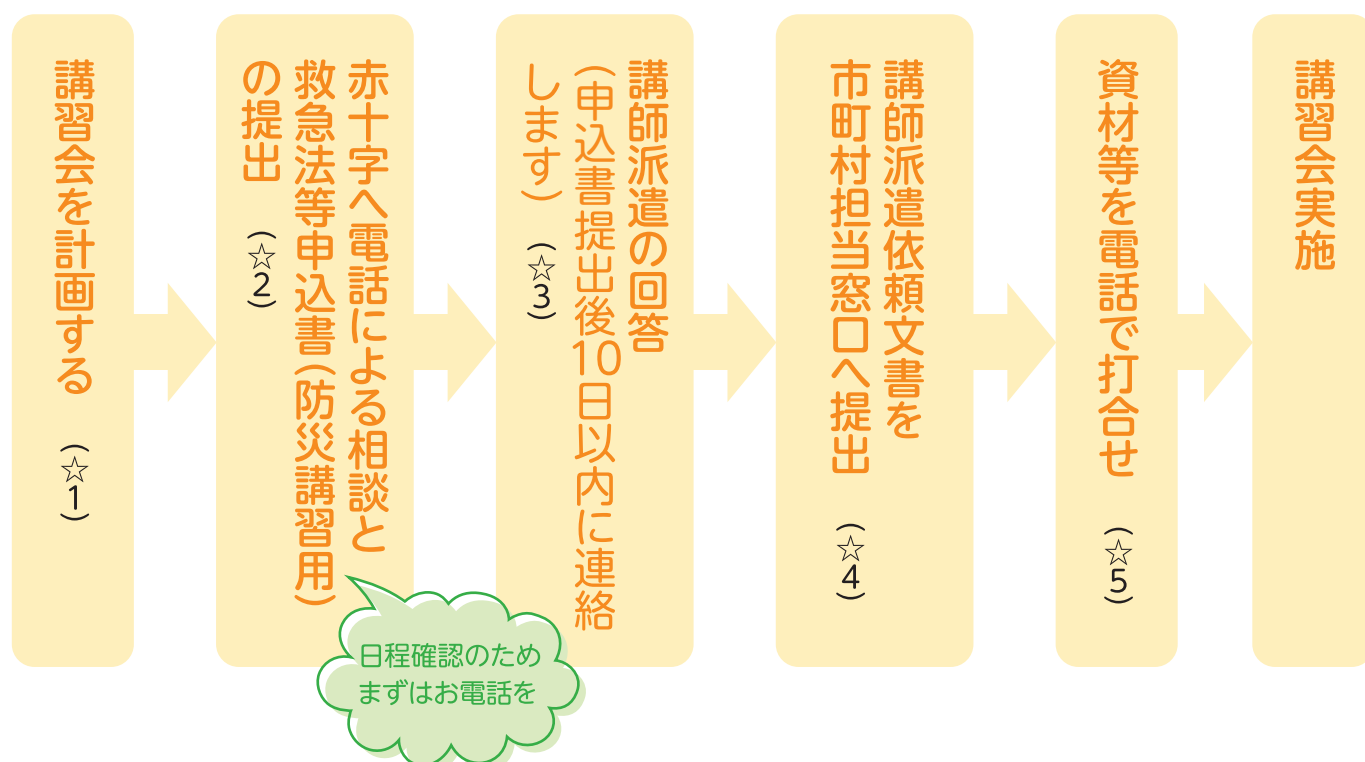 講習会を計画する （☆1）
赤十字へ電話による相談と
救急法等申込書（防災講習用）
の提出 （☆2）
日程確認のため
まずはお電話を
講師派遣の回答
（申込書提出後10日以内に連絡
します） （☆3）
講師派遣依頼文書を
市町村担当窓口へ提出 （☆4）
資材等を電話で打合せ （☆5）
講習会実施